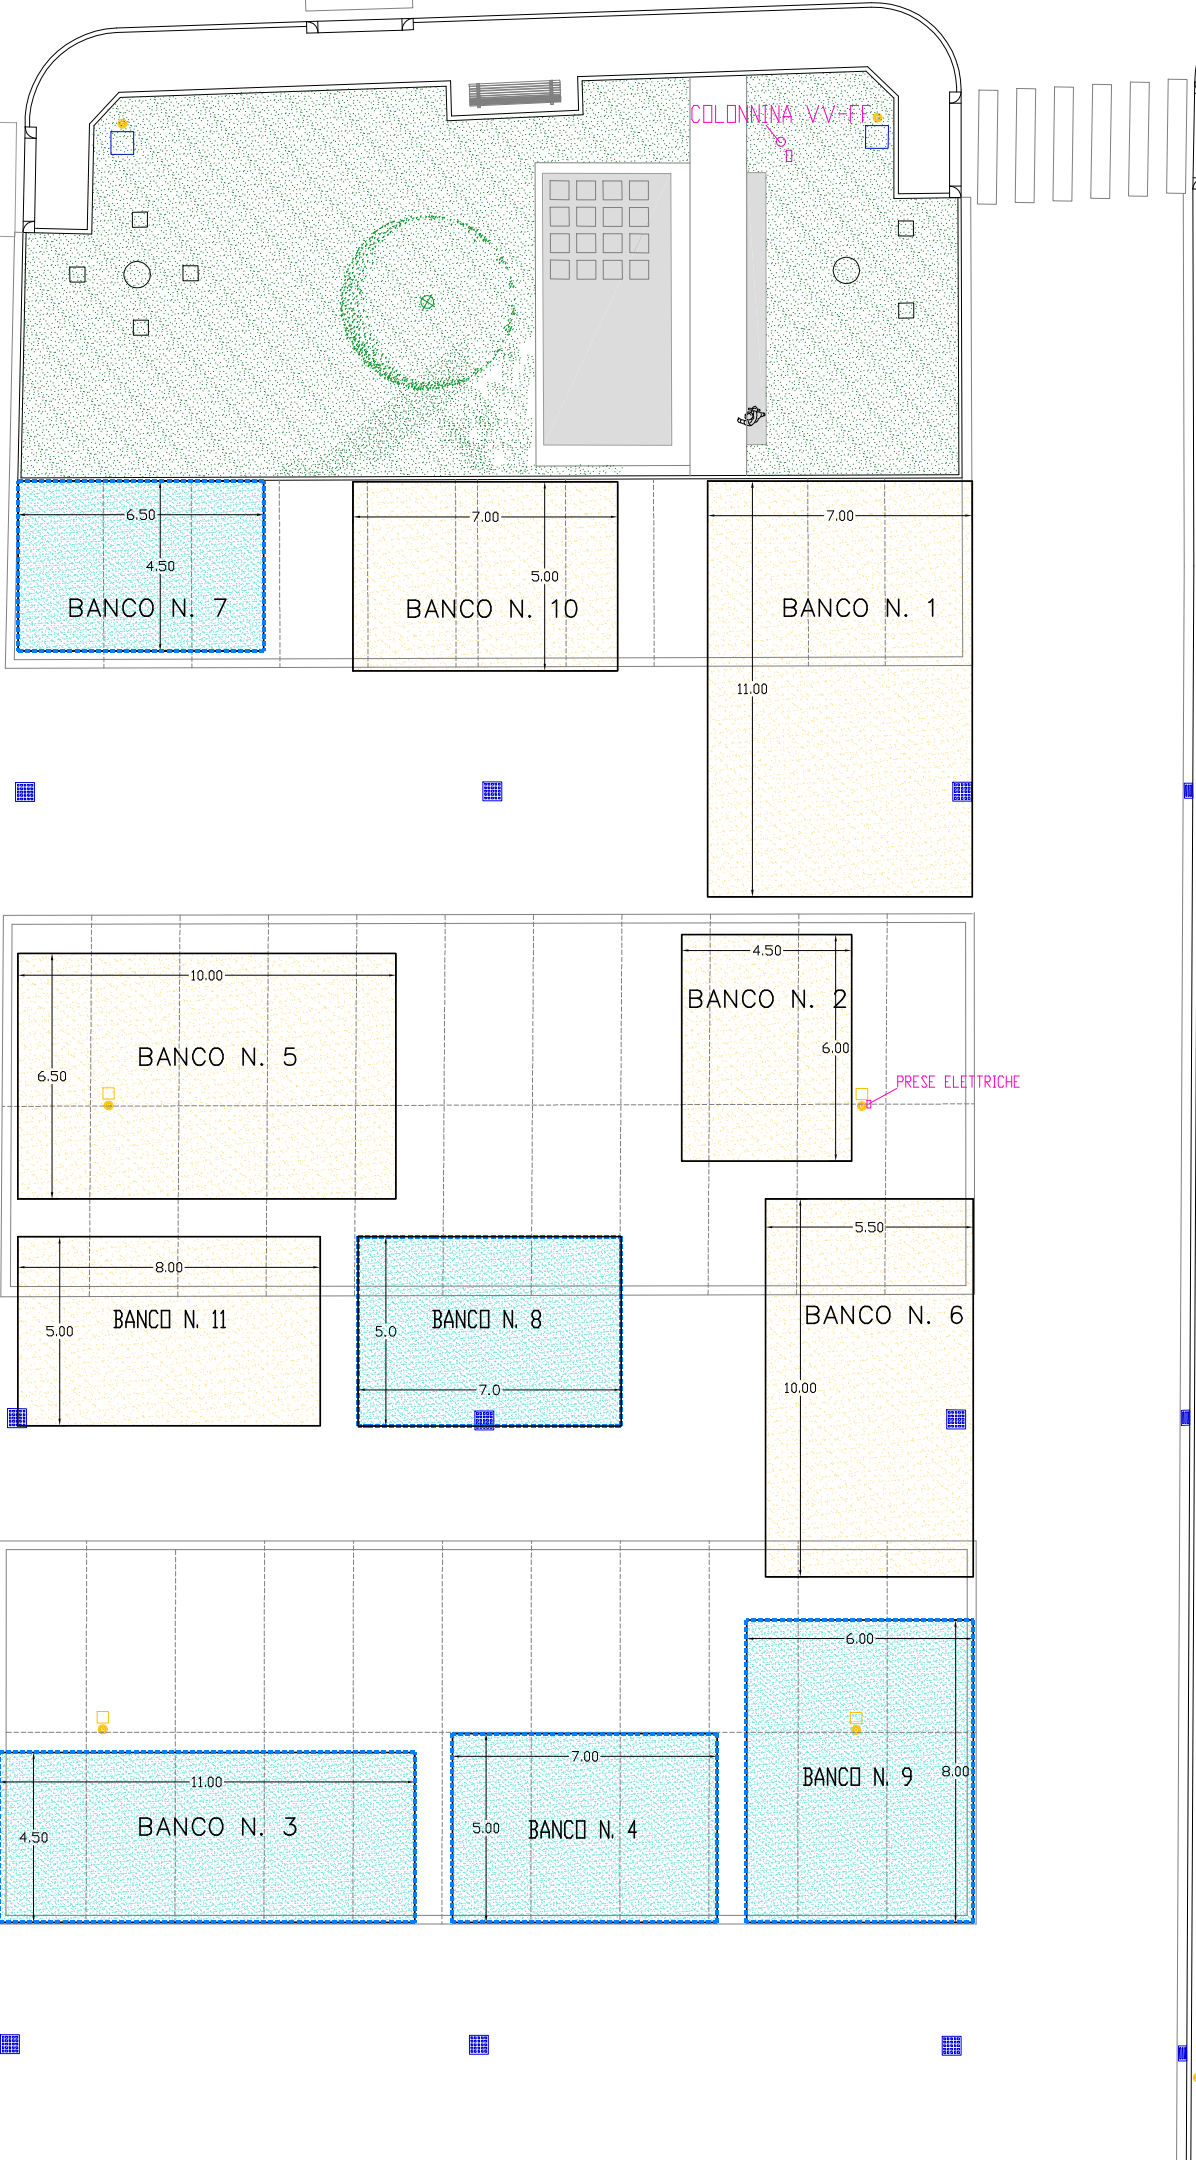 COLONNINA VV-FF
6.50
7.00
7.00
4.50
5.00
BANCO N. 7
BANCO N. 10
BANCO N. 1
11.00
4.50
10.00
BANCO N. 2
6.00
BANCO N. 5
6.50
PRESE ELETTRICHE
5.50
8.00
BANCO N. 11
BANCO N. 8
BANCO N. 6
5.00
5.0
10.00
7.0
6.00
7.00
11.00
BANCO N. 9
8.00
BANCO N. 3
BANCO N. 4
5.00
4.50